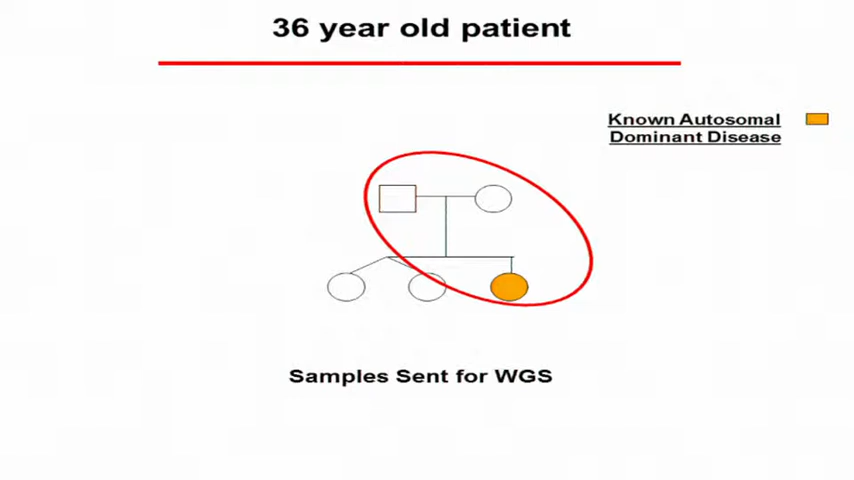 36 year old patient
Known Autosomal
Dominant Disease
Samples Sent for WGS